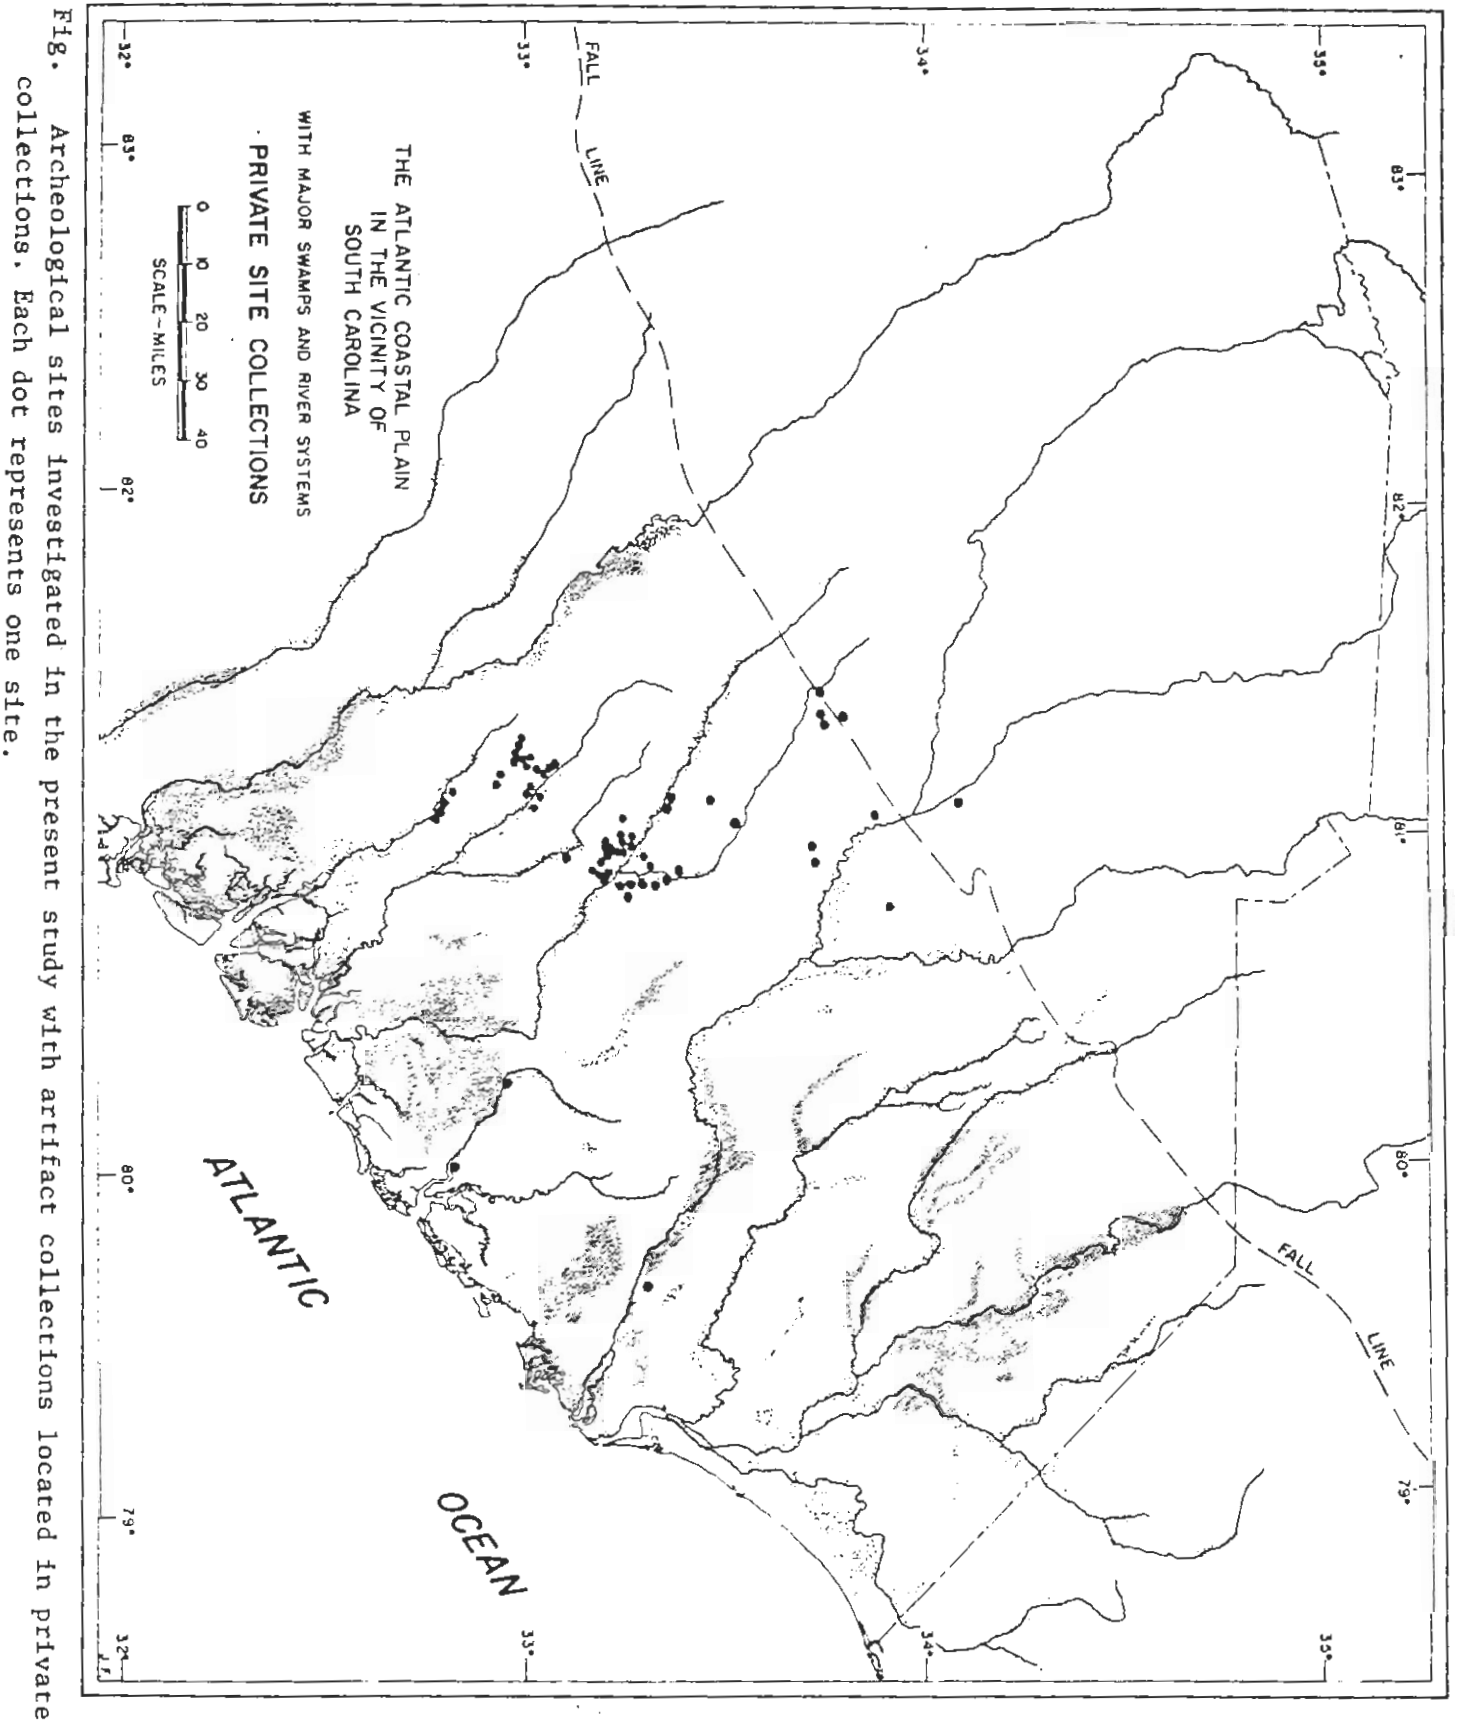 35°
34°
33°
32°
83°
83°
82°
82°
81°
80°
80°
79°
79°
35°
34°
33°
32°
FALL
LINE
FALL
LINE
THE ATLANTIC COASTAL PLAIN
IN THE VICINITY OF
SOUTH CAROLINA
WITH MAJOR SWAMPS AND RIVER SYSTEMS
PRIVATE SITE COLLECTIONS
0 10 20 30 40
SCALE~MILES
ATLANTIC
OCEAN
J.F.
Fig. Archeological sites investigated in the present study with artifact collections located in private
collections. Each dot represents one site.